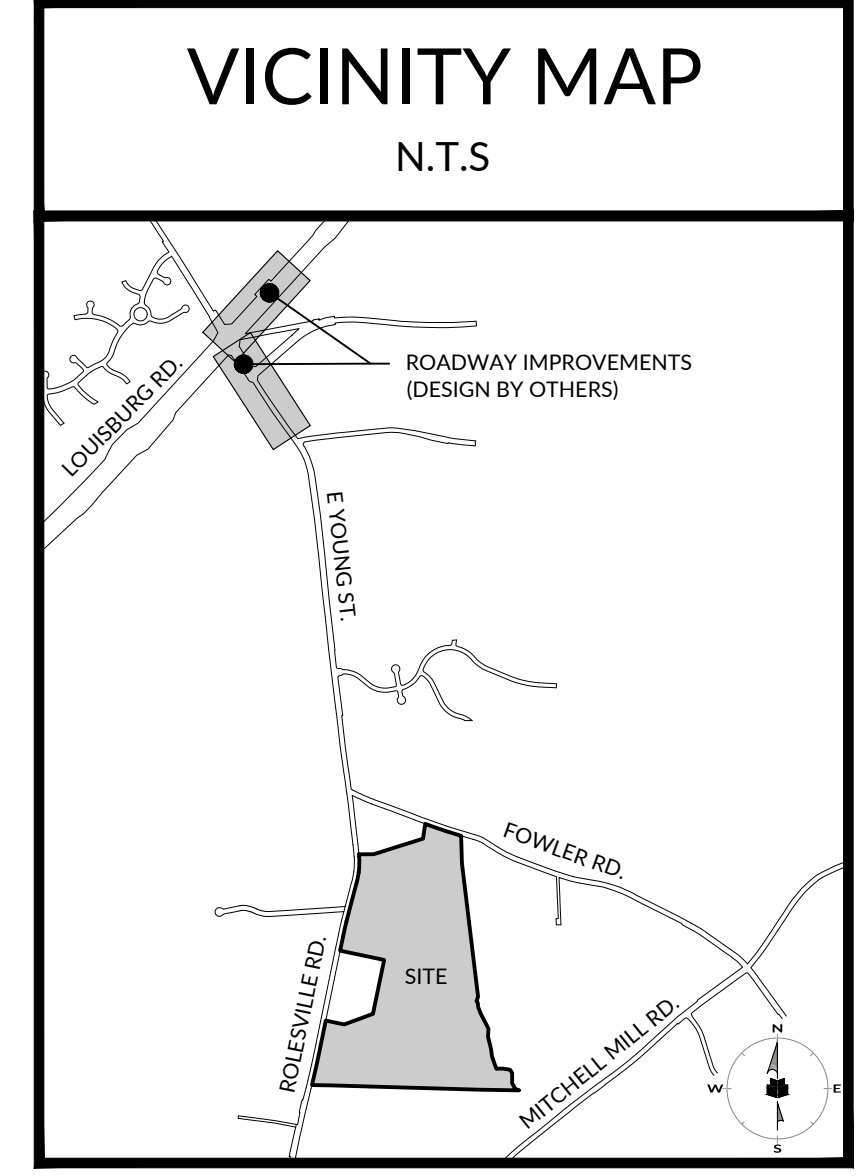 VICINITY MAP
N.T.S
LOUISBURG RD.
ROADWAY IMPROVEMENTS
(DESIGN BY OTHERS)
E YOUNG ST.
FOWLER RD.
SITE
ROLESVILLE RD.
MITCHELL MILL RD.
N
W
E
S